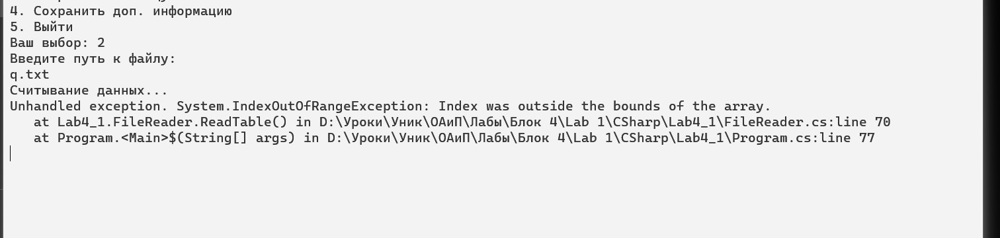 4. Сохранить доп. информацию
5. Выйти
Ваш выбор: 2
Введите путь к файлу:
q.txt
Считывание данных...
Unhandled exception. System.IndexOutOfRangeException: Index was outside the bounds of the array.
   at Lab4_1.FileReader.ReadTable() in D:\Уроки\Уник\ОАиП\Лабы\Блок 4\Lab 1\CSharp\Lab4_1\FileReader.cs:line 70
   at Program.<Main>$(String[] args) in D:\Уроки\Уник\ОАиП\Лабы\Блок 4\Lab 1\CSharp\Lab4_1\Program.cs:line 77